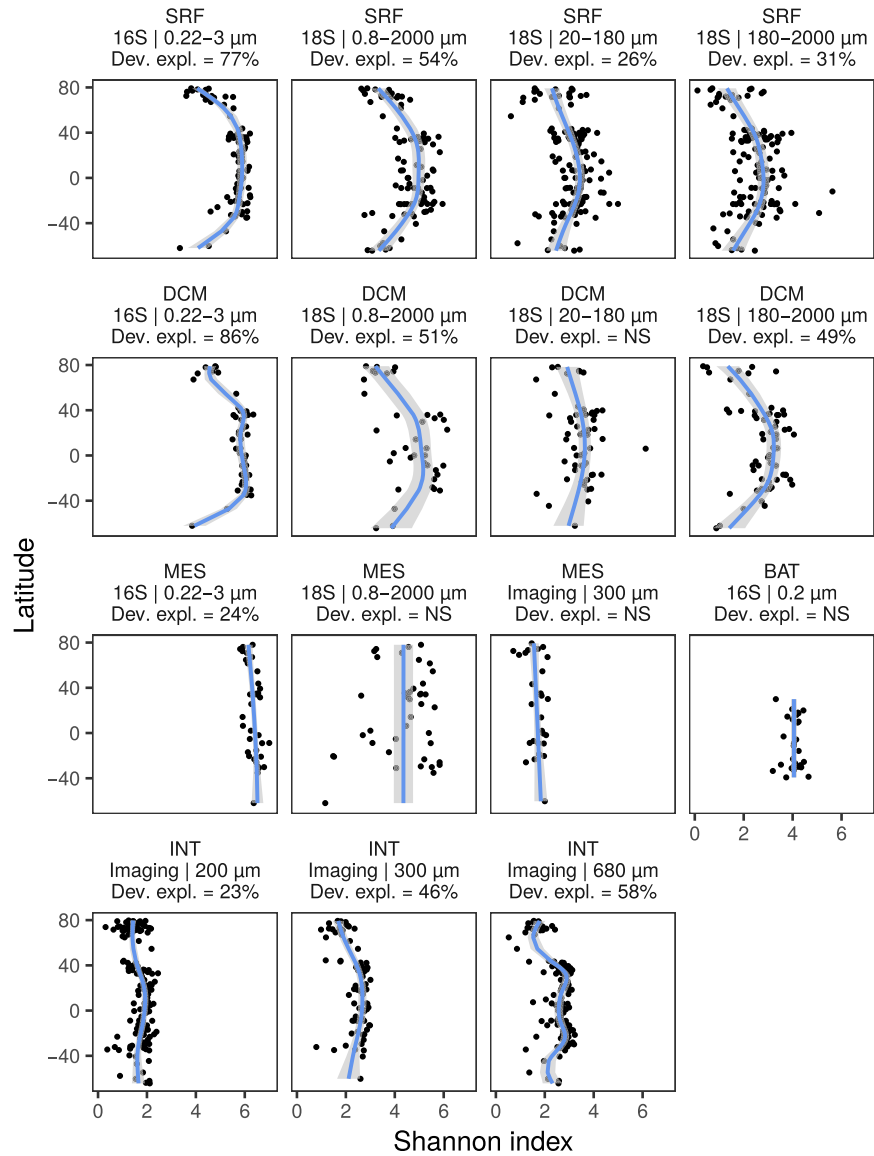 SRF
16S | 0.22−3 µm
Dev. expl. = 77%
SRF
18S | 0.8−2000 µm
Dev. expl. = 54%
SRF
18S | 20−180 µm
Dev. expl. = 26%
SRF
18S | 180−2000 µm
Dev. expl. = 31%
80
40
0
−40
DCM
16S | 0.22−3 µm
Dev. expl. = 86%
DCM
18S | 0.8−2000 µm
Dev. expl. = 51%
DCM
18S | 20−180 µm
Dev. expl. = NS
DCM
18S | 180−2000 µm
Dev. expl. = 49%
80
40
0
−40
Latitude
MES
16S | 0.22−3 µm
Dev. expl. = 24%
MES
18S | 0.8−2000 µm
Dev. expl. = NS
MES
Imaging | 300 µm
Dev. expl. = NS
BAT
16S | 0.2 µm
Dev. expl. = NS
80
40
0
−40
0 2 4 6
INT
Imaging | 200 µm
Dev. expl. = 23%
INT
Imaging | 300 µm
Dev. expl. = 46%
INT
Imaging | 680 µm
Dev. expl. = 58%
80
40
0
−40
0 2 4 6
0 2 4 6
0 2 4 6
Shannon index